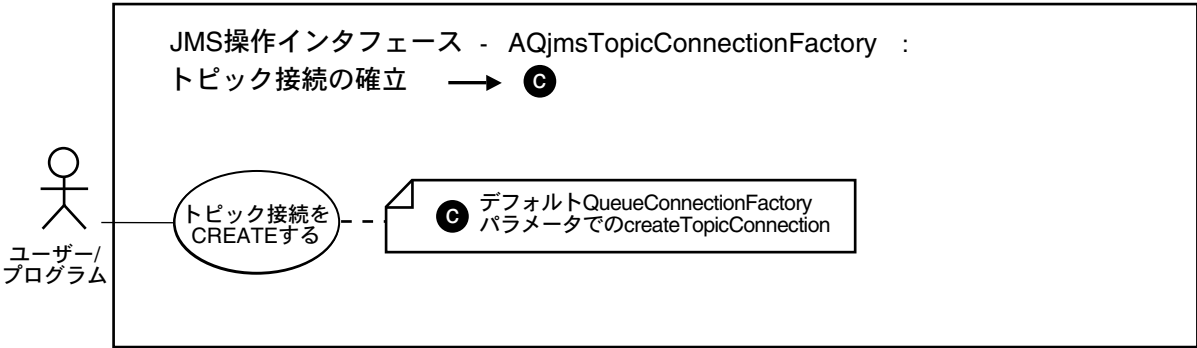 JMS操作インタフェース - AQjmsTopicConnectionFactory :
トピック接続の確立 → C
ユーザー/
プログラム
トピック接続を
CREATEする
C デフォルトQueueConnectionFactory
パラメータでのcreateTopicConnection